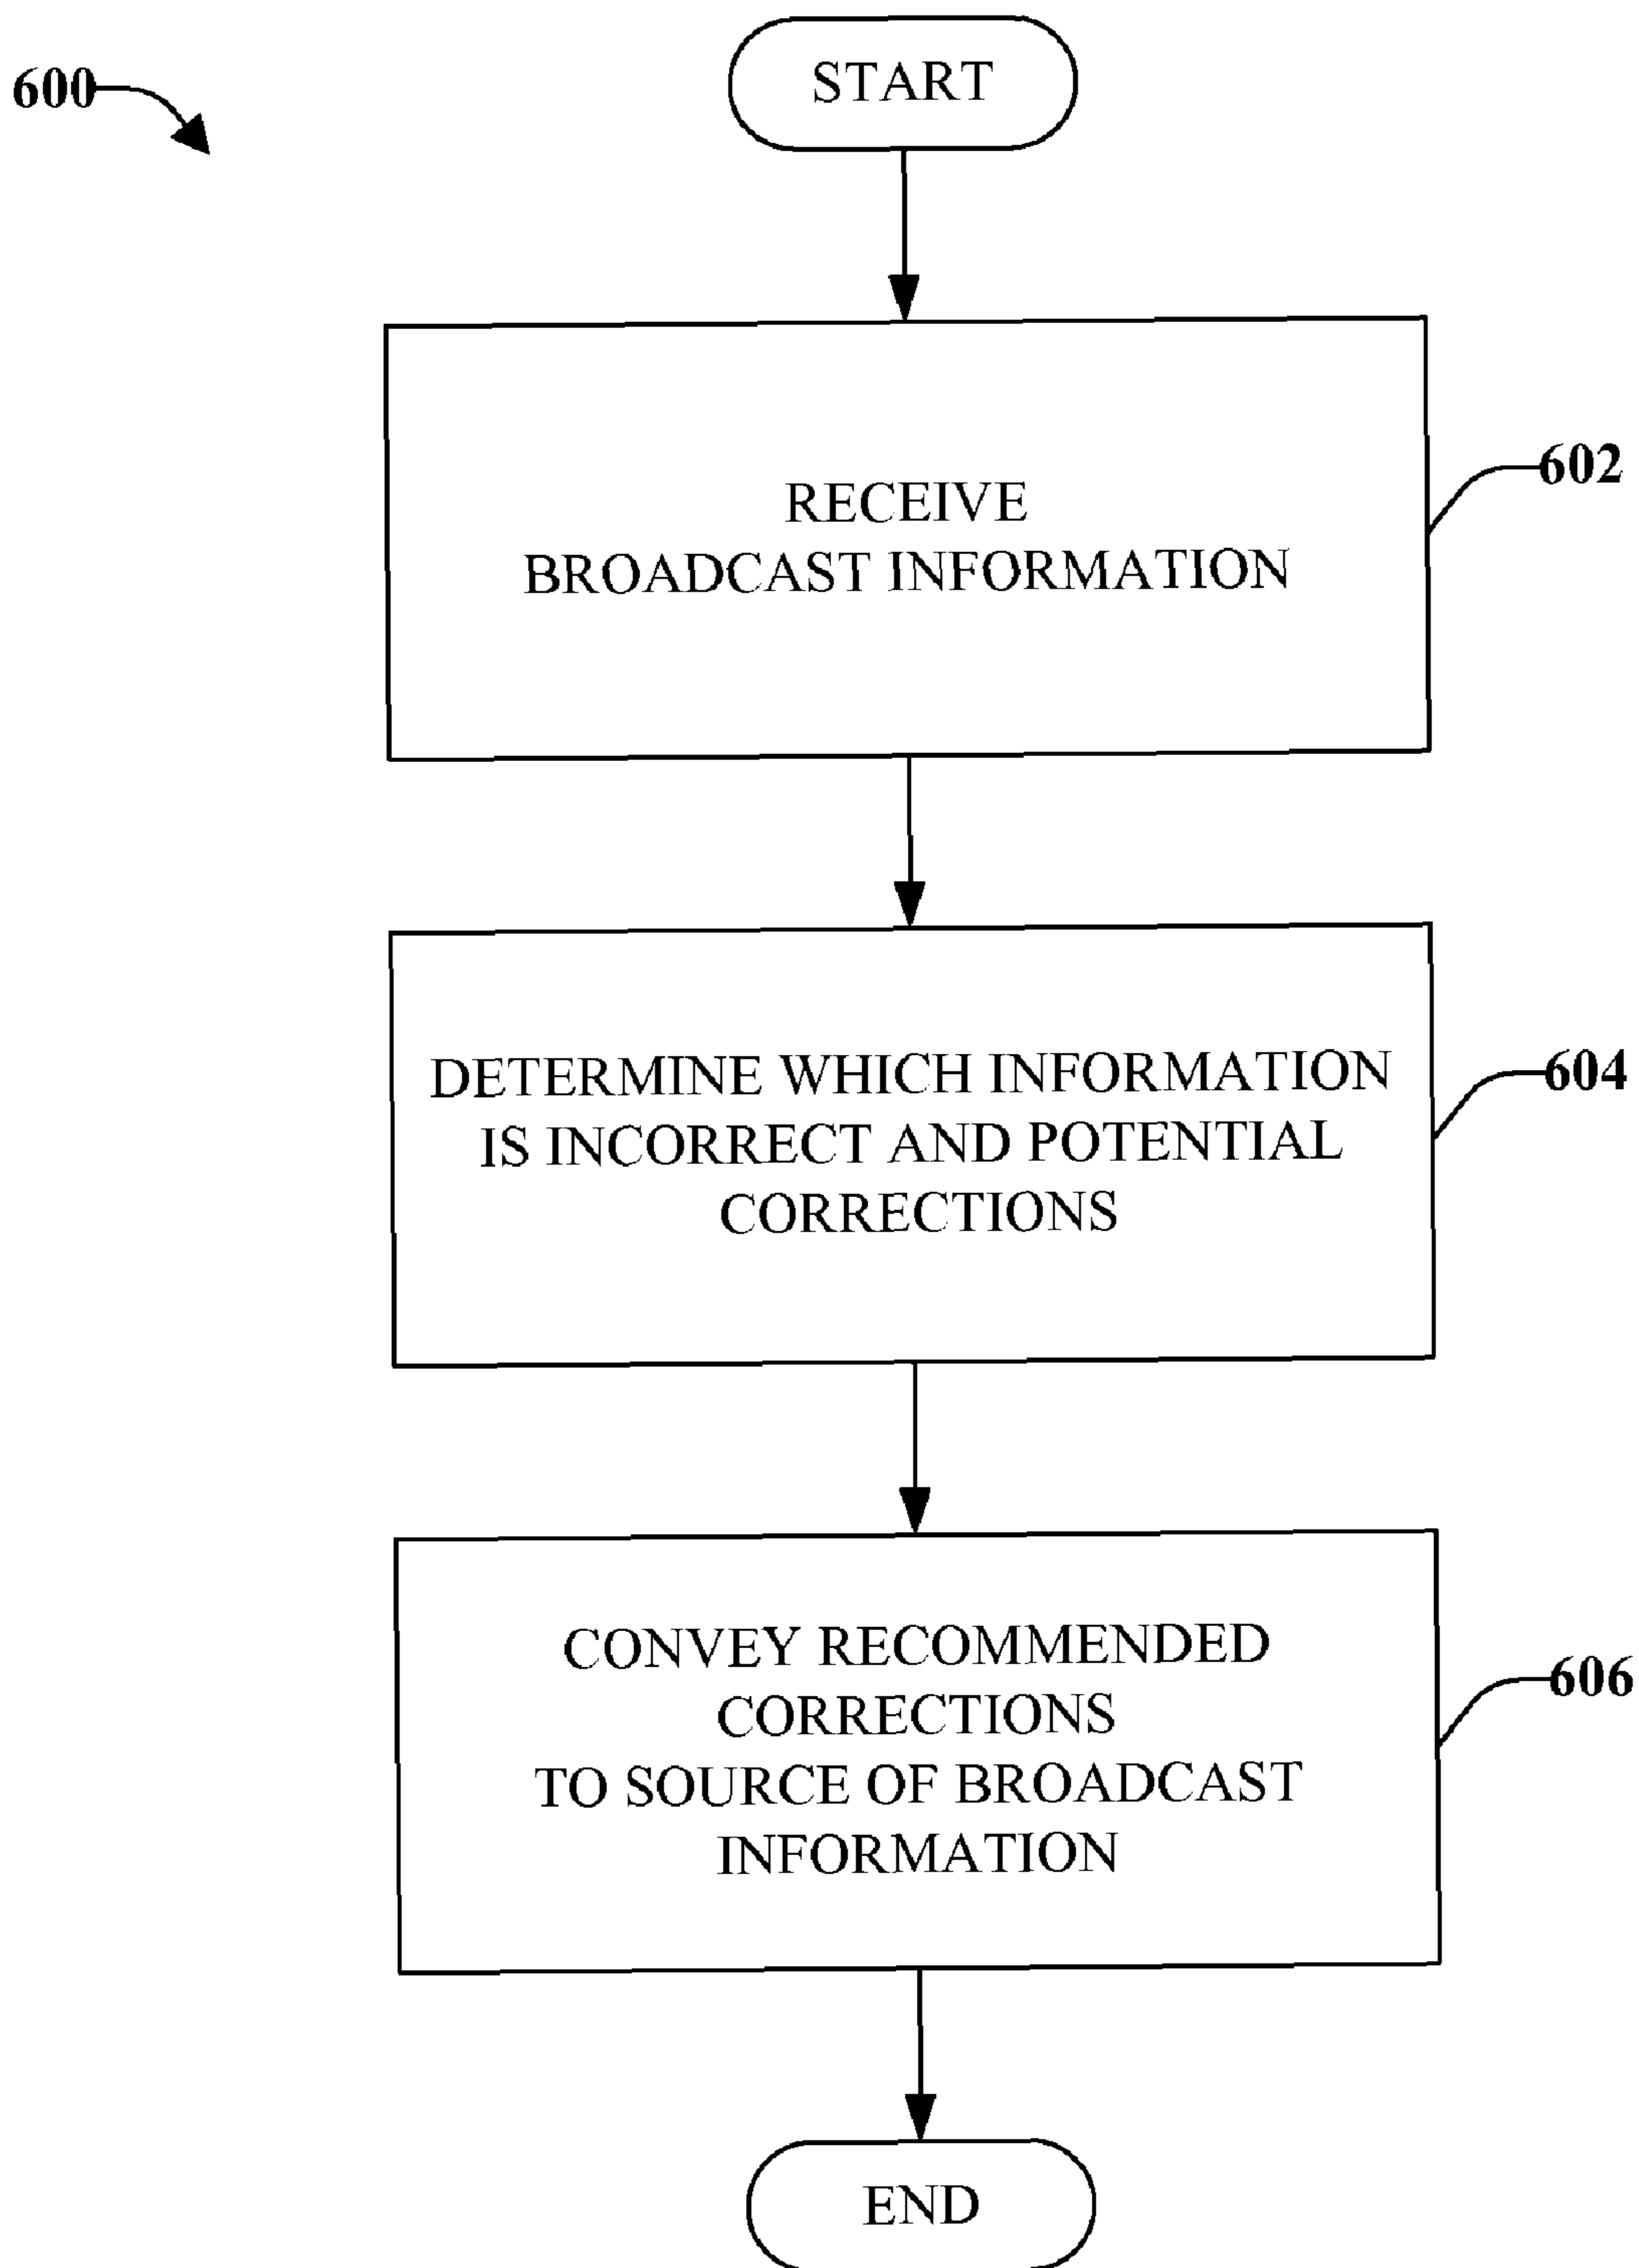 600
START
RECEIVE
BROADCAST INFORMATION
602
DETERMINE WHICH INFORMATION
IS INCORRECT AND POTENTIAL
CORRECTIONS
604
CONVEY RECOMMENDED
CORRECTIONS
TO SOURCE OF BROADCAST
INFORMATION
606
END